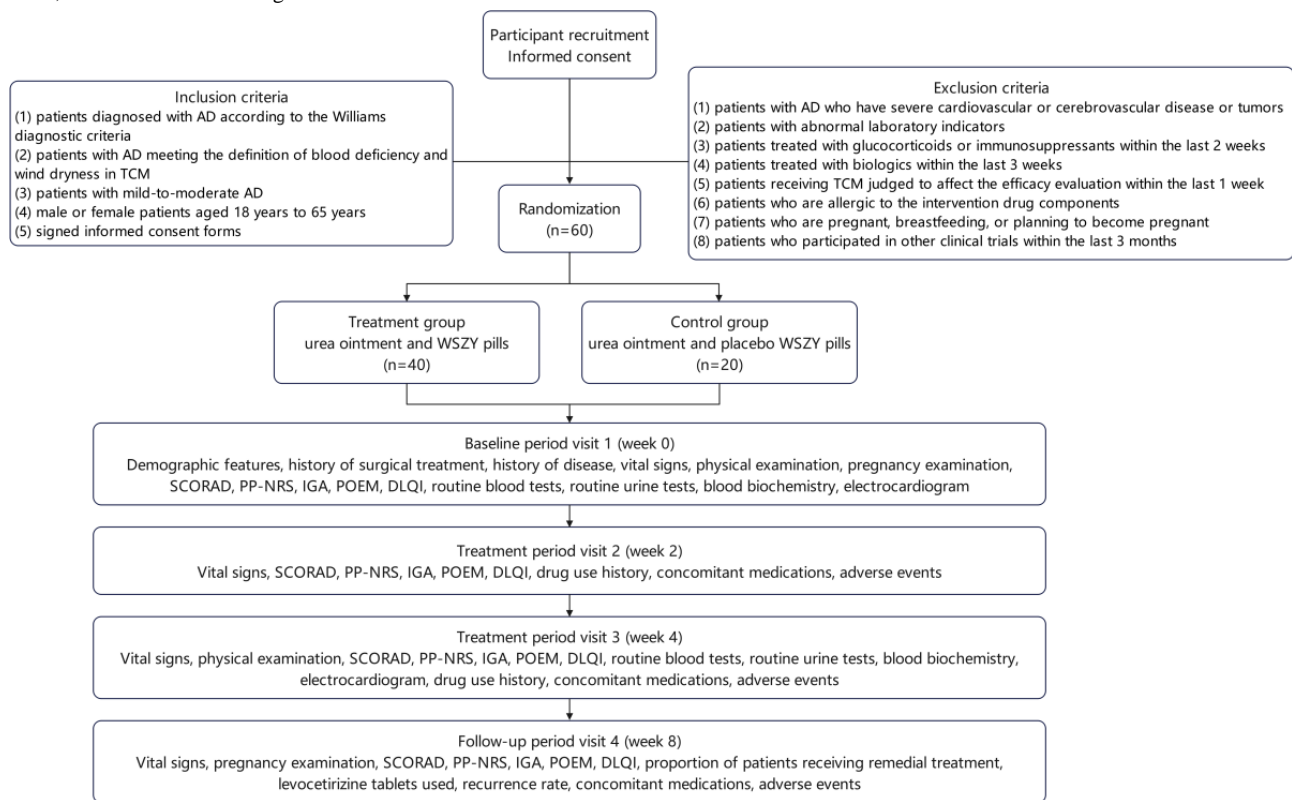 Participant recruitment
Informed consent
Inclusion criteria
(1) patients diagnosed with AD according to the Williams
diagnostic criteria
(2) patients with AD meeting the definition of blood deficiency and
wind dryness in TCM
(3) patients with mild-to-moderate AD
(4) male or female patients aged 18 years to 65 years
(5) signed informed consent forms
Exclusion criteria
(1) patients with AD who have severe cardiovascular or cerebrovascular disease or tumors
(2) patients with abnormal laboratory indicators
(3) patients treated with glucocorticoids or immunosuppressants within the last 2 weeks
(4) patients treated with biologics within the last 3 weeks
(5) patients receiving TCM judged to affect the efficacy evaluation within the last 1 week
(6) patients who are allergic to the intervention drug components
(7) patients who are pregnant, breastfeeding, or planning to become pregnant
(8) patients who participated in other clinical trials within the last 3 months
Randomization
(n=60)
Treatment group
urea ointment and WSZY pills
(n=40)
Control group
urea ointment and placebo WSZY pills
(n=20)
Baseline period visit 1 (week 0)
Demographic features, history of surgical treatment, history of disease, vital signs, physical examination, pregnancy examination,
SCORAD, PP-NRS, IGA, POEM, DLQI, routine blood tests, routine urine tests, blood biochemistry, electrocardiogram
Treatment period visit 2 (week 2)
Vital signs, SCORAD, PP-NRS, IGA, POEM, DLQI, drug use history, concomitant medications, adverse events
Treatment period visit 3 (week 4)
Vital signs, physical examination, SCORAD, PP-NRS, IGA, POEM, DLQI, routine blood tests, routine urine tests, blood biochemistry,
electrocardiogram, drug use history, concomitant medications, adverse events
Follow-up period visit 4 (week 8)
Vital signs, pregnancy examination, SCORAD, PP-NRS, IGA, POEM, DLQI, proportion of patients receiving remedial treatment,
levocetirizine tablets used, recurrence rate, concomitant medications, adverse events